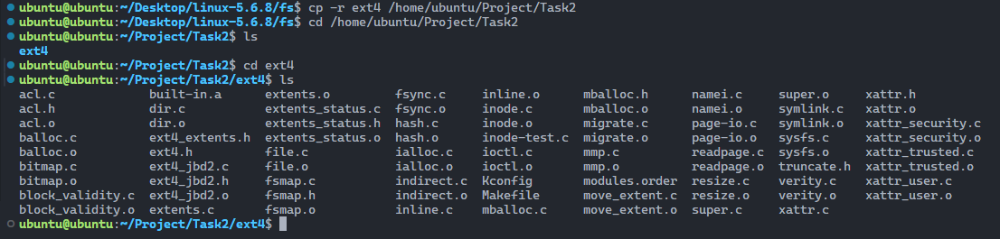 ubuntu@ubuntu:~/Desktop/linux-5.6.8/fs$ cp -r ext4 /home/ubuntu/Project/Task2
ubuntu@ubuntu:~/Desktop/linux-5.6.8/fs$ cd /home/ubuntu/Project/Task2
ubuntu@ubuntu:~/Project/Task2$ ls
ext4
ubuntu@ubuntu:~/Project/Task2$ cd ext4
ubuntu@ubuntu:~/Project/Task2/ext4$ ls
acl.c built-in.a extents.o fsync.c inline.o mballoc.h namei.c super.o xattr.h
acl.h dir.c extents_status.c fsync.o inode.c mballoc.o namei.o symlink.c xattr.o
acl.o dir.o extents_status.h hash.c inode.o migrate.c page-io.c symlink.o xattr_security.c
balloc.c ext4_extents.h extents_status.o hash.o inode-test.c migrate.o page-io.o sysfs.c xattr_security.o
balloc.o ext4.h file.c ialloc.c ioctl.c mmp.c readpage.c sysfs.o xattr_trusted.c
bitmap.c ext4_jbd2.c file.o ialloc.o ioctl.o mmp.o readpage.o truncate.h xattr_trusted.o
bitmap.o ext4_jbd2.h fsmap.c indirect.c Kconfig modules.order resize.c verity.c xattr_user.c
block_validity.c ext4_jbd2.o fsmap.h indirect.o Makefile move_extent.c resize.o verity.o xattr_user.o
block_validity.o extents.c fsmap.o inline.c mballoc.c move_extent.o super.c xattr.c
ubuntu@ubuntu:~/Project/Task2/ext4$